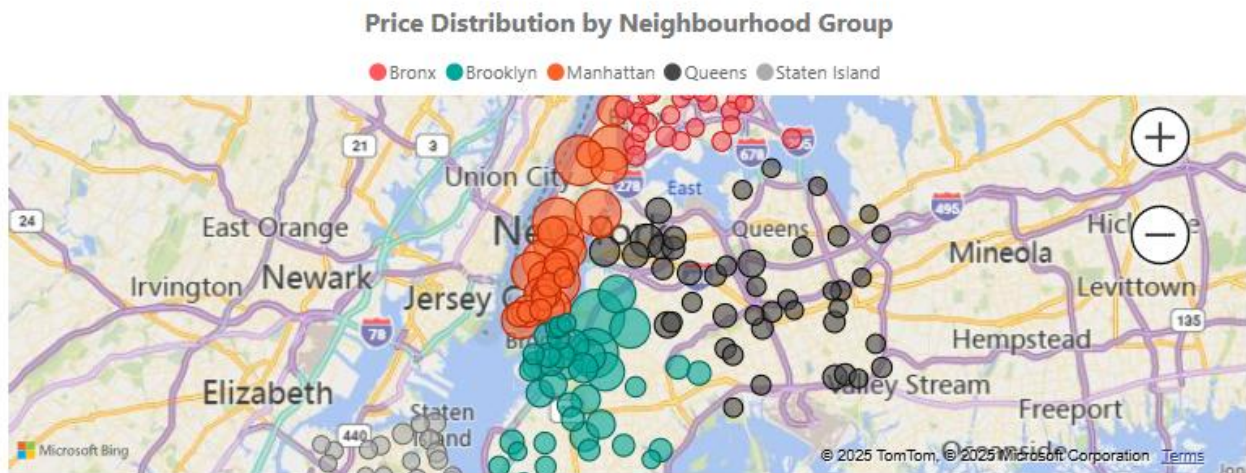 Price Distribution by Neighbourhood Group
Bronx Brooklyn Manhattan Queens Staten Island
21
3
678
Union City
278
East
24
495
East Orange
Queens
Mineola
Newark
Irvington
Jersey
Levittown
135
78
Hempstead
Elizabeth
Valley Stream
Freeport
Staten
Island
440
Microsoft Bing
© 2025 TomTom, © 2025 Microsoft Corporation Terms